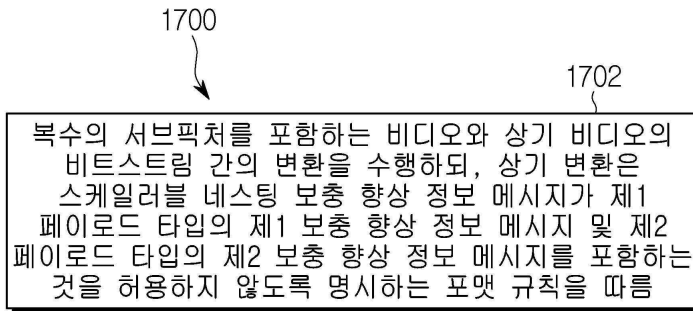 1700
1702
복수의 서브픽처를 포함하는 비디오와 상기 비디오의
비트스트림 간의 변환을 수행하되, 상기 변환은
스케일러블 네스팅 보충 향상 정보 메시지가 제1
페이로드 타입의 제1 보충 향상 정보 메시지 및 제2
페이로드 타입의 제2 보충 향상 정보 메시지를 포함하는
것을 허용하지 않도록 명시하는 포맷 규칙을 따름